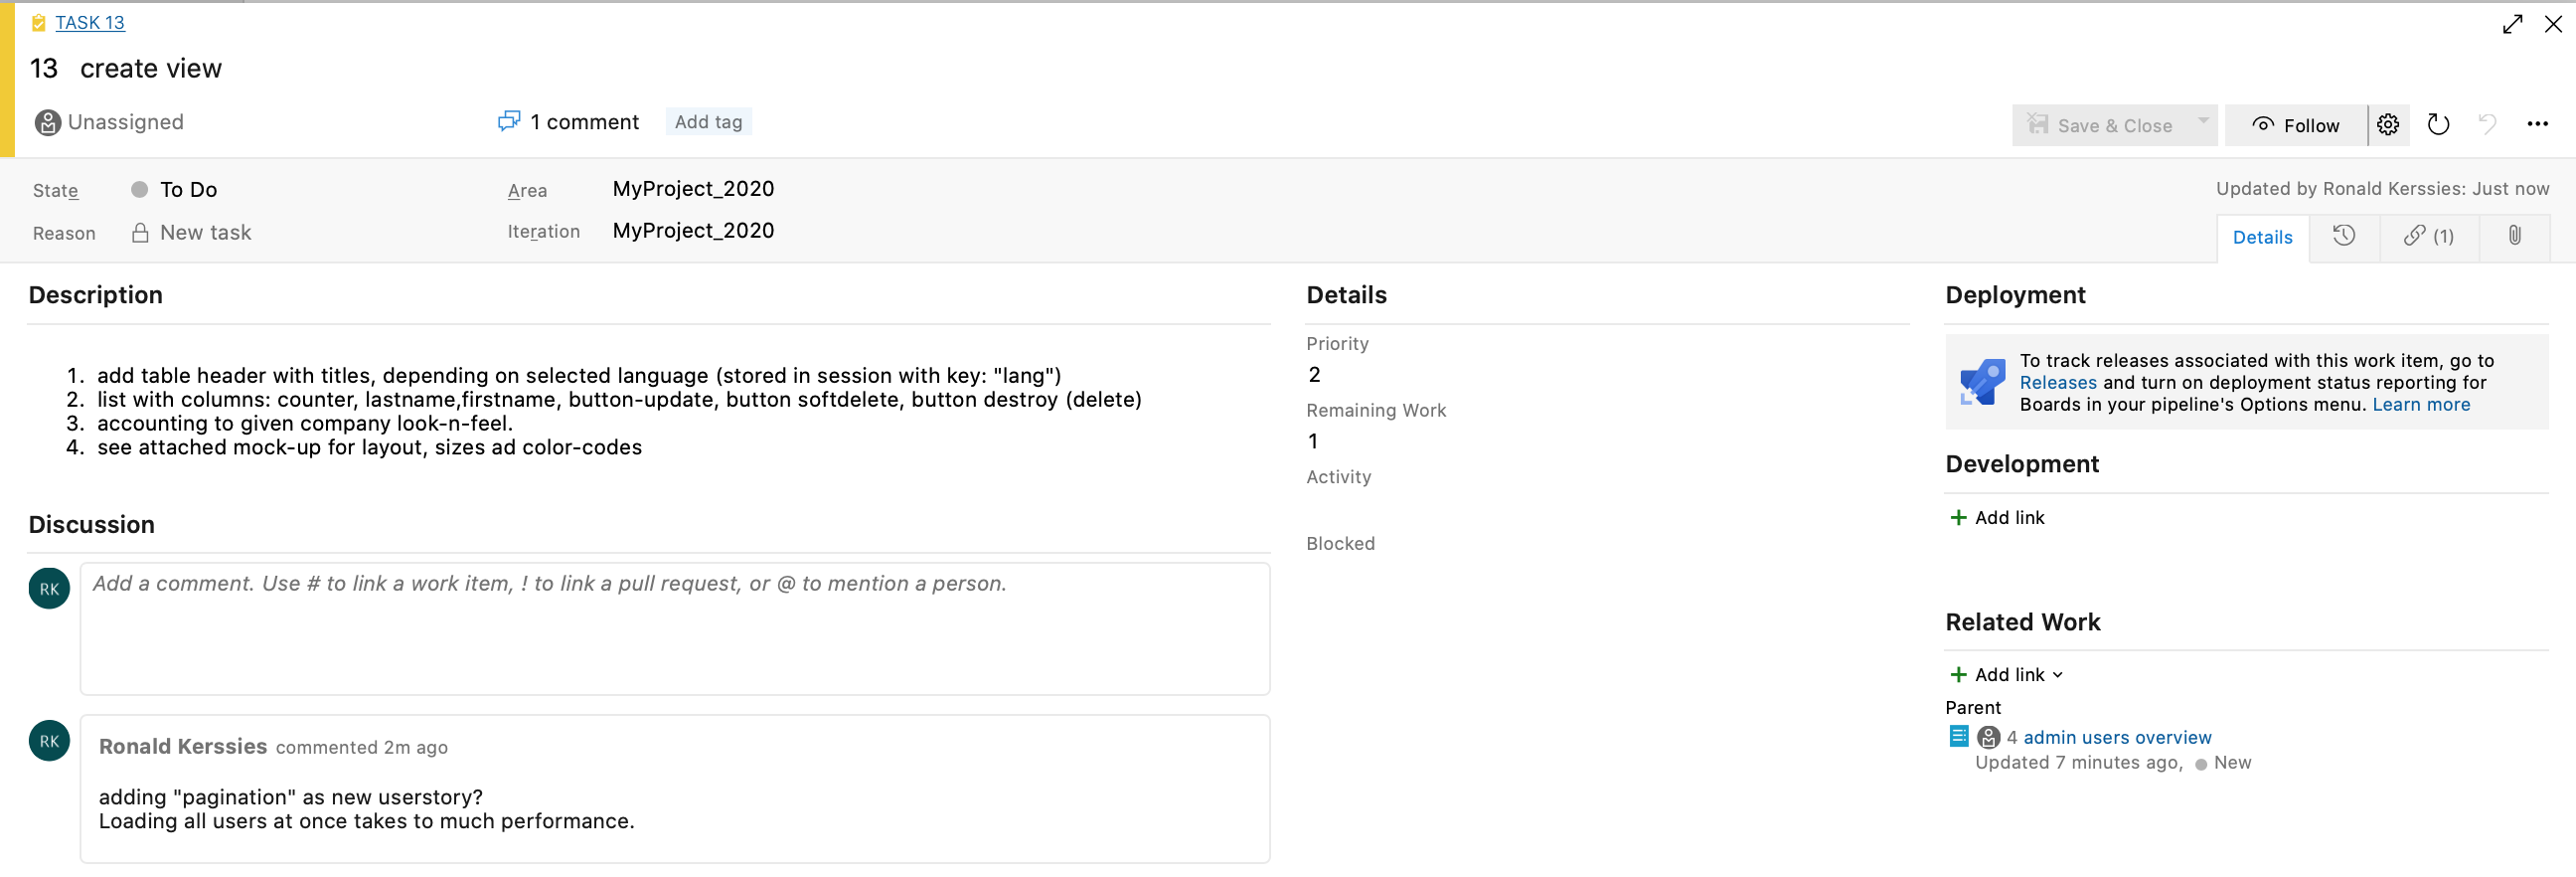 TASK 13
13 create view
Unassigned
1 comment
Add tag
Save & Close
Follow
State To Do
Area MyProject_2020
Updated by Ronald Kerssies: Just now
Reason New task
Iteration MyProject_2020
Details
(1)
Description
1. add table header with titles, depending on selected language (stored in session with key: "lang")
2. list with columns: counter, lastname,firstname, button-update, button softdelete, button destroy (delete)
3. accounting to given company look-n-feel.
4. see attached mock-up for layout, sizes ad color-codes
Discussion
RK
Add a comment. Use # to link a work item, ! to link a pull request, or @ to mention a person.
RK
Ronald Kerssies commented 2m ago
adding "pagination" as new userstory?
Loading all users at once takes to much performance.
Details
Priority
2
Remaining Work
1
Activity
Blocked
Deployment
To track releases associated with this work item, go to
Releases and turn on deployment status reporting for
Boards in your pipeline's Options menu. Learn more
Development
+ Add link
Related Work
+ Add link
Parent
4 admin users overview
Updated 7 minutes ago, New